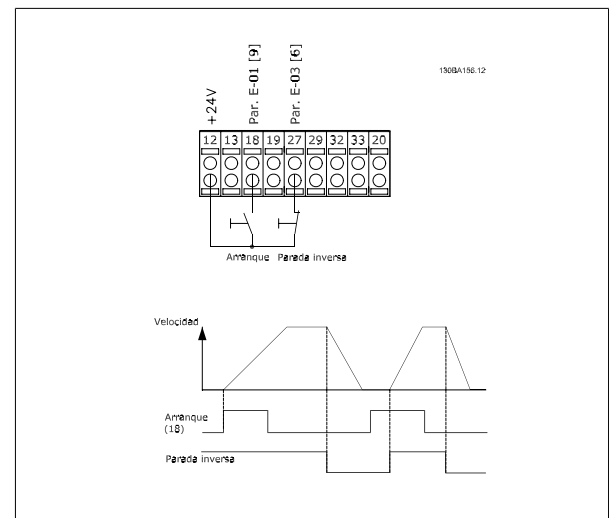 130BA156.12
+24V
Par. E-01 [9]
Par. E-03 [6]
12 13 18 19 27 29 32 33 20
Arranque Parada inversa
Velocidad
Arranque
(18)
Parada inversa